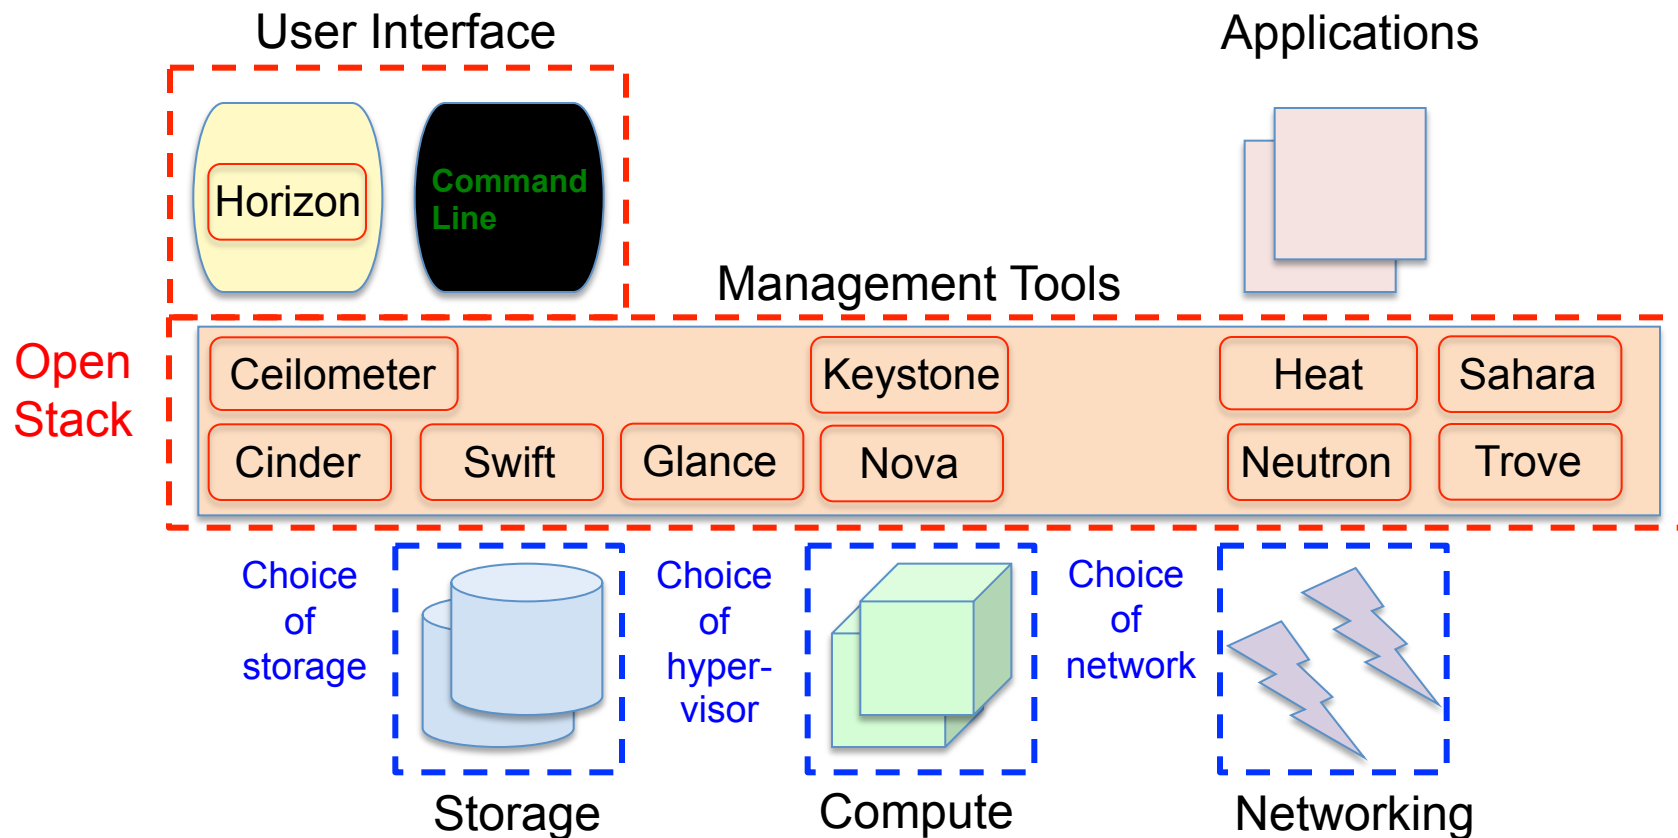 User Interface
Applications
Horizon
Command
Line
Management Tools
Open
Stack
Ceilometer
Keystone
Heat
Sahara
Cinder
Swift
Glance
Nova
Neutron
Trove
Choice
of
storage
Choice
of
hyper-
visor
Choice
of
network
Storage
Compute
Networking